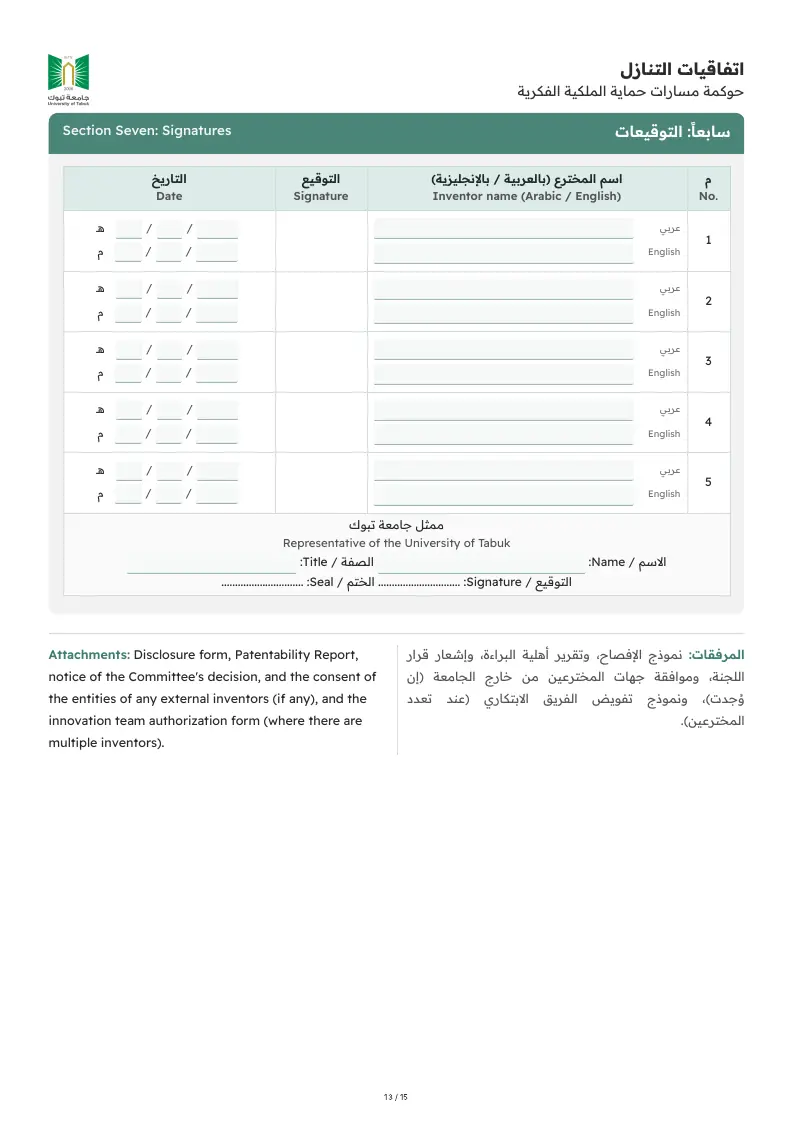 جامعة تبوك
University of Tabuk
اتفاقيات التنازل
حوكمة مسارات حماية الملكية الفكرية
سابعاً: التوقيعات
Section Seven: Signatures
م اسم المخترع (بالعربية / بالإنجليزية) التوقيع التاريخ
No. Inventor name (Arabic / English) Signature Date
1
عربي / / هـ
English / / م
2
عربي / / هـ
English / / م
3
عربي / / هـ
English / / م
4
عربي / / هـ
English / / م
5
عربي / / هـ
English / / م
ممثل جامعة تبوك
Representative of the University of Tabuk
الاسم / Name: الصفة / Title:
التوقيع / Signature: ............................. الختم / Seal: .............................
المرفقات: نموذج الإفصاح، وتقرير أهلية البراءة، وإشعار قرار
اللجنة، وموافقة جهات المخترعين من خارج الجامعة (إن
وُجدت)، ونموذج تفويض الفريق الابتكاري (عند تعدد
المخترعين).
Attachments: Disclosure form, Patentability Report,
notice of the Committee's decision, and the consent of
the entities of any external inventors (if any), and the
innovation team authorization form (where there are
multiple inventors).
13 / 15